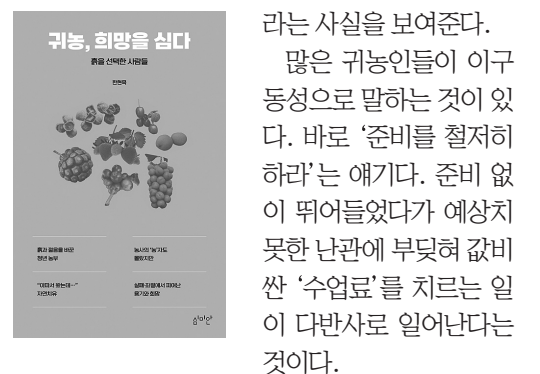 귀농, 희망을 심다
흙을 선택한 사람들
라는 사실을 보여준다.
많은 귀농인들이 이구
동성으로 말하는 것이 있
다. 바로 ‘준비를 철저히
하라’는 얘기다. 준비 없
이 뛰어들었다가 예상치
못한 난관에 부딪혀 값비
싼 ‘수업료’를 치르는 일
이 다반사로 일어난다는
것이다.